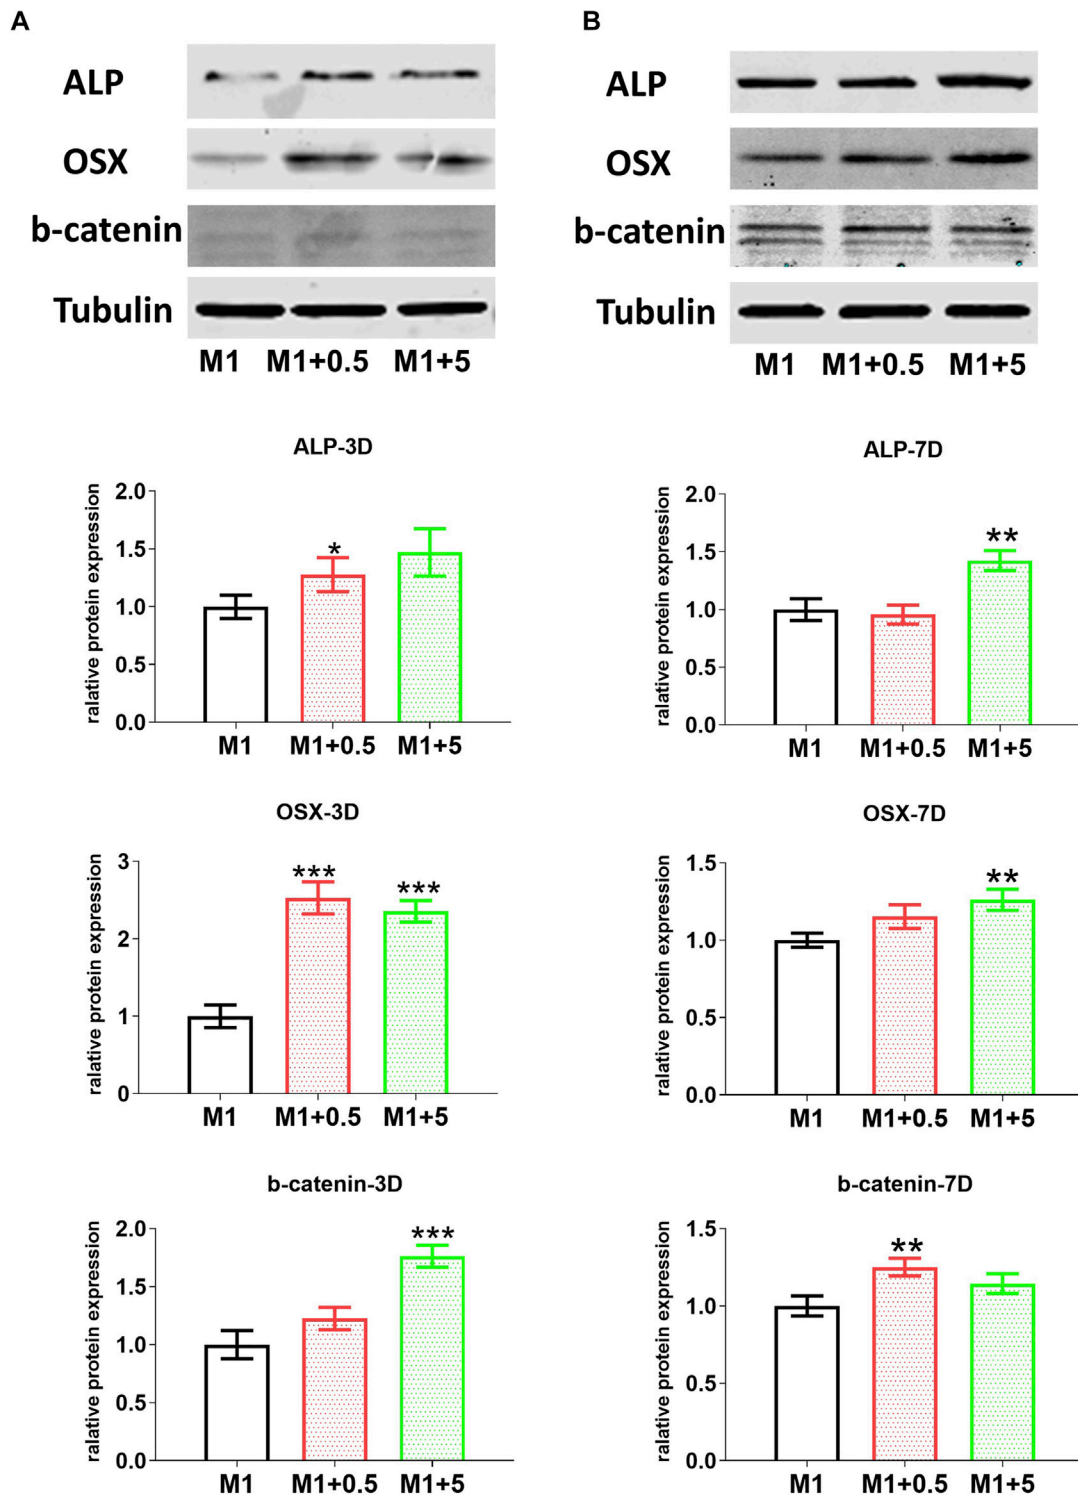 A
B
ALP
OSX
b-catenin
Tubulin
M1 M1+0.5 M1+5
ALP
OSX
b-catenin
Tubulin
M1 M1+0.5 M1+5
ALP-3D
ralative protein expression
2.0
1.5
1.0
0.5
0.0
*
M1 M1+0.5 M1+5
ALP-7D
ralative protein expression
2.0
1.5
1.0
0.5
0.0
**
M1 M1+0.5 M1+5
OSX-3D
ralative protein expression
3
2
1
0
*** ***
M1 M1+0.5 M1+5
OSX-7D
ralative protein expression
1.5
1.0
0.5
0.0
**
M1 M1+0.5 M1+5
b-catenin-3D
ralative protein expression
2.0
1.5
1.0
0.5
0.0
***
M1 M1+0.5 M1+5
b-catenin-7D
ralative protein expression
1.5
1.0
0.5
0.0
**
M1 M1+0.5 M1+5